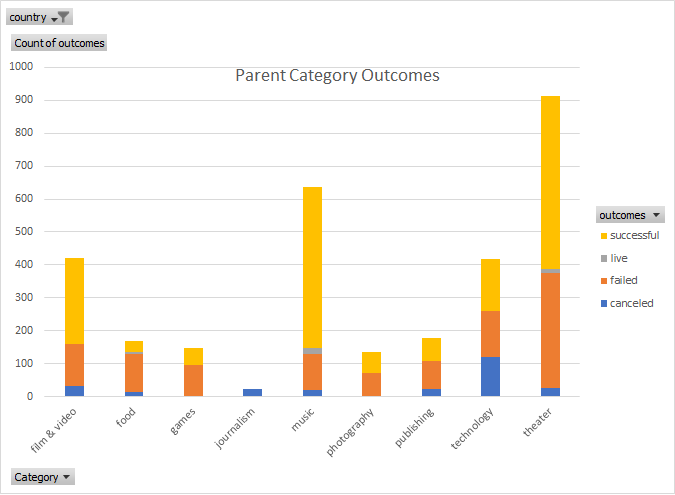 country
Count of outcomes
Parent Category Outcomes
1000
900
800
700
600
500
400
300
200
100
0
film & video
food
games
journalism
music
photography
publishing
technology
theater
outcomes
successful
live
failed
canceled
Category